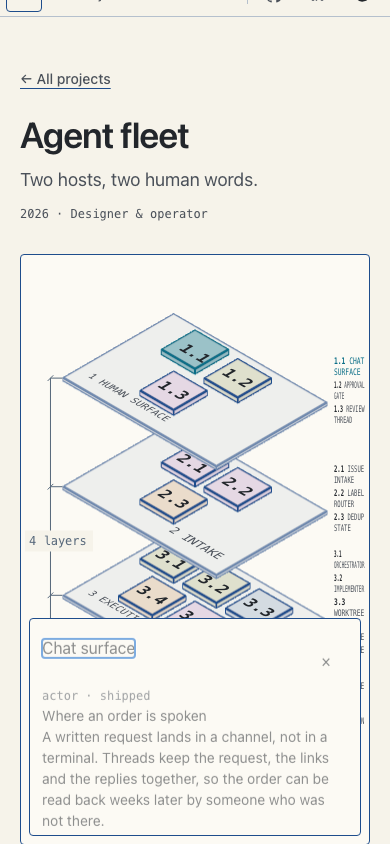 ← All projects
Agent fleet
Two hosts, two human words.
2026 · Designer & operator
1.1
1.2
1.3
1 HUMAN SURFACE
1.1 CHAT
SURFACE
1.2 APPROVAL
GATE
1.3 REVIEW
THREAD
2.1
2.2
2.3
2 INTAKE
2.1 ISSUE
INTAKE
2.2 LABEL
ROUTER
2.3 DEDUP
STATE
4 layers
3.1
3.2
3.4
3.3
3 EXECUTI
3.1
ORCHESTRATOR
3.2
IMPLEMENTER
3.3
WORKTREE
Chat surface
×
actor · shipped
Where an order is spoken
A written request lands in a channel, not in a
terminal. Threads keep the request, the links
and the replies together, so the order can be
read back weeks later by someone who was
not there.